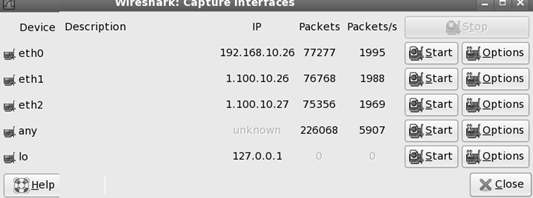 Wireshark: Capture Interfaces
Device Description IP Packets Packets/s Stop
eth0 192.168.10.26 77277 1995 Start Options
eth1 1.100.10.26 76768 1988 Start Options
eth2 1.100.10.27 75356 1969 Start Options
any unknown 226068 5907 Start Options
lo 127.0.0.1 0 0 Start Options
Help Close